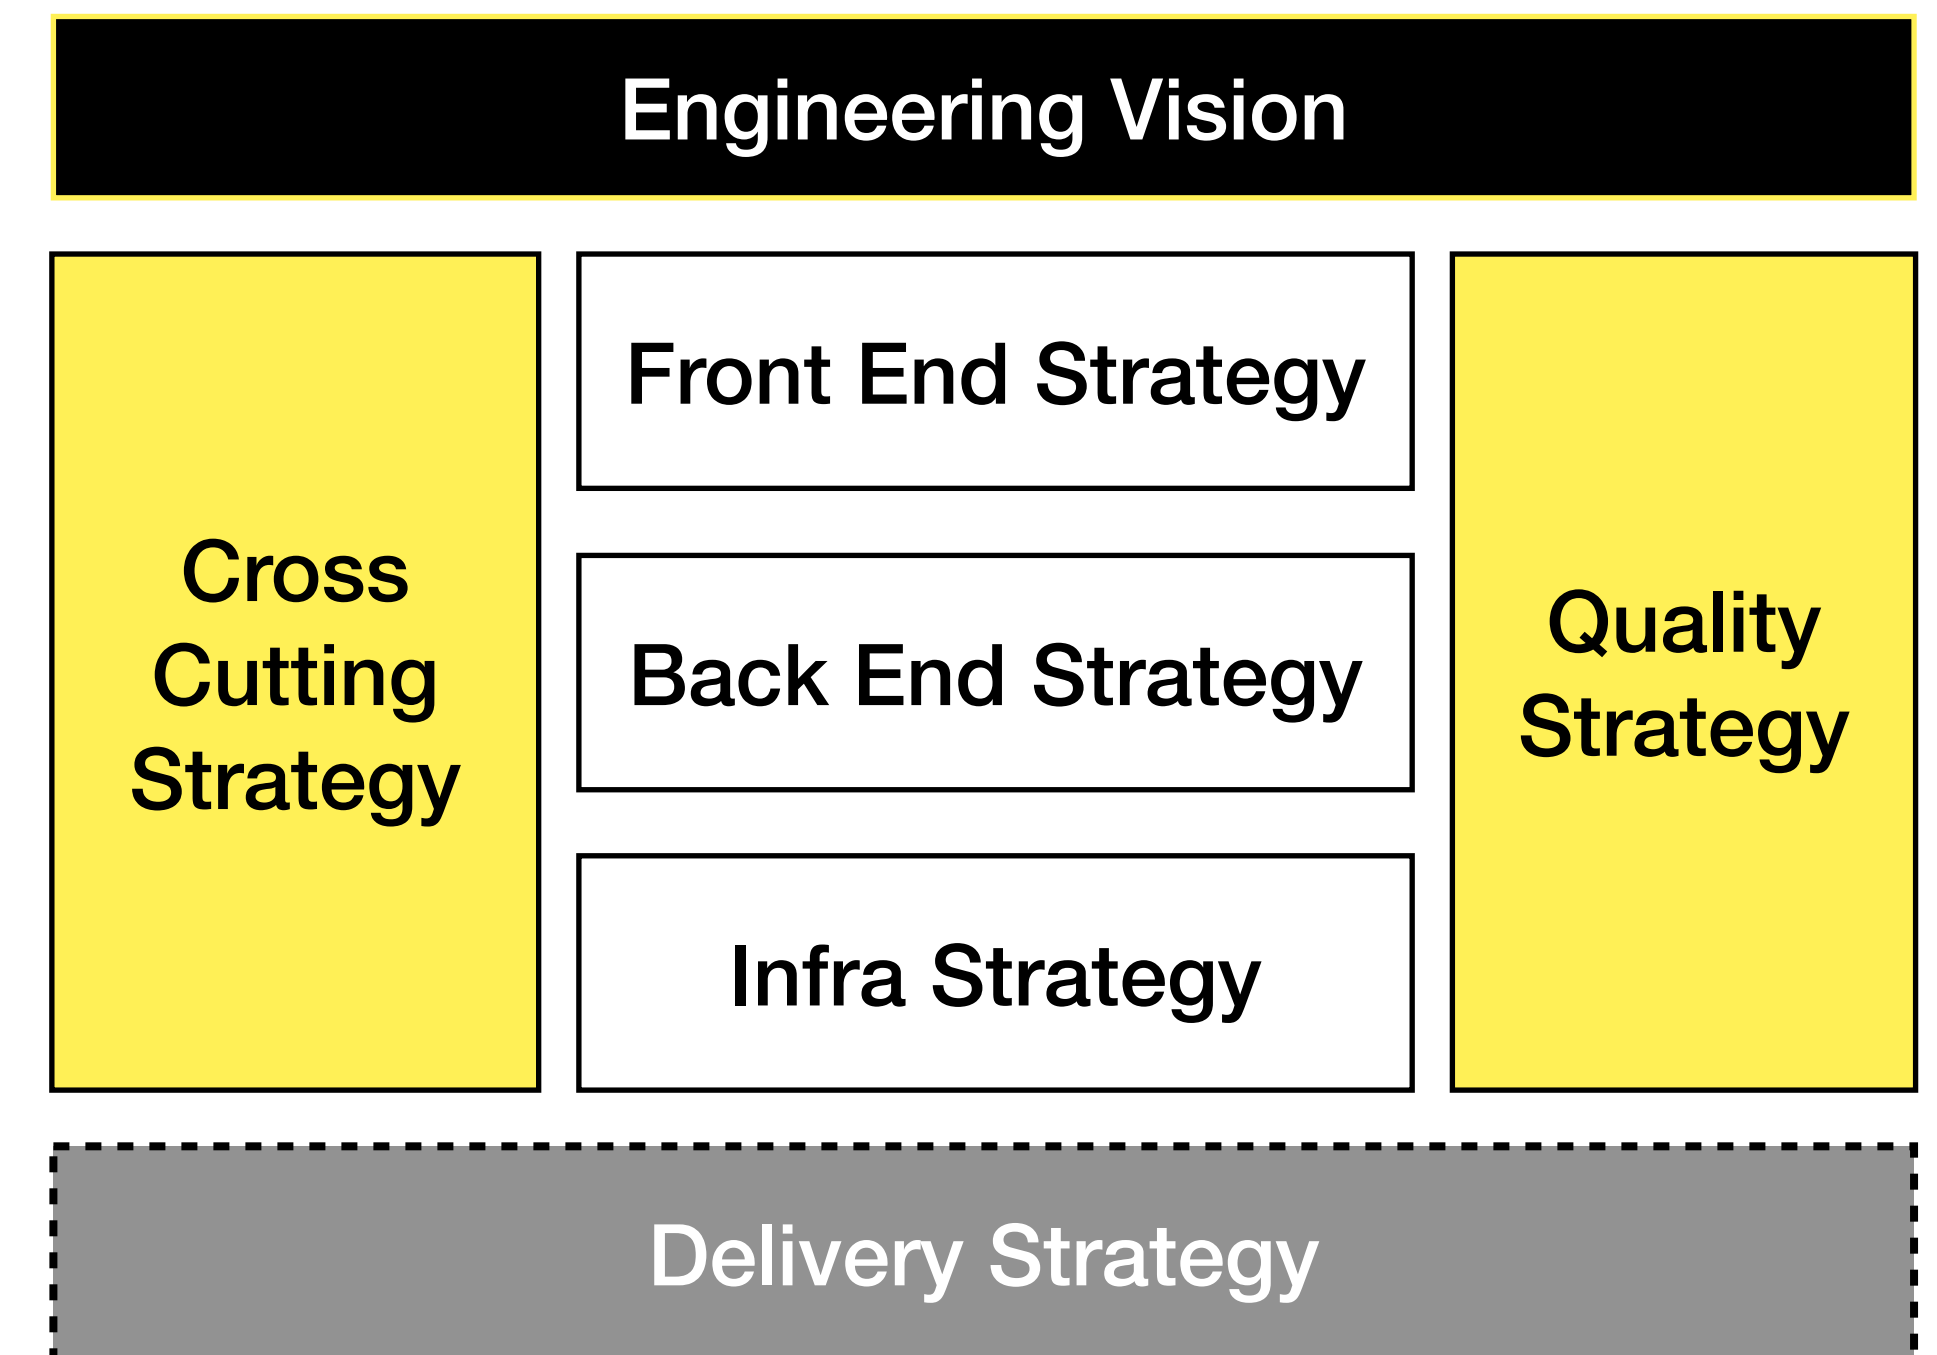 Engineering Vision
Cross
Cutting
Strategy
Front End Strategy
Back End Strategy
Infra Strategy
Quality
Strategy
Delivery Strategy